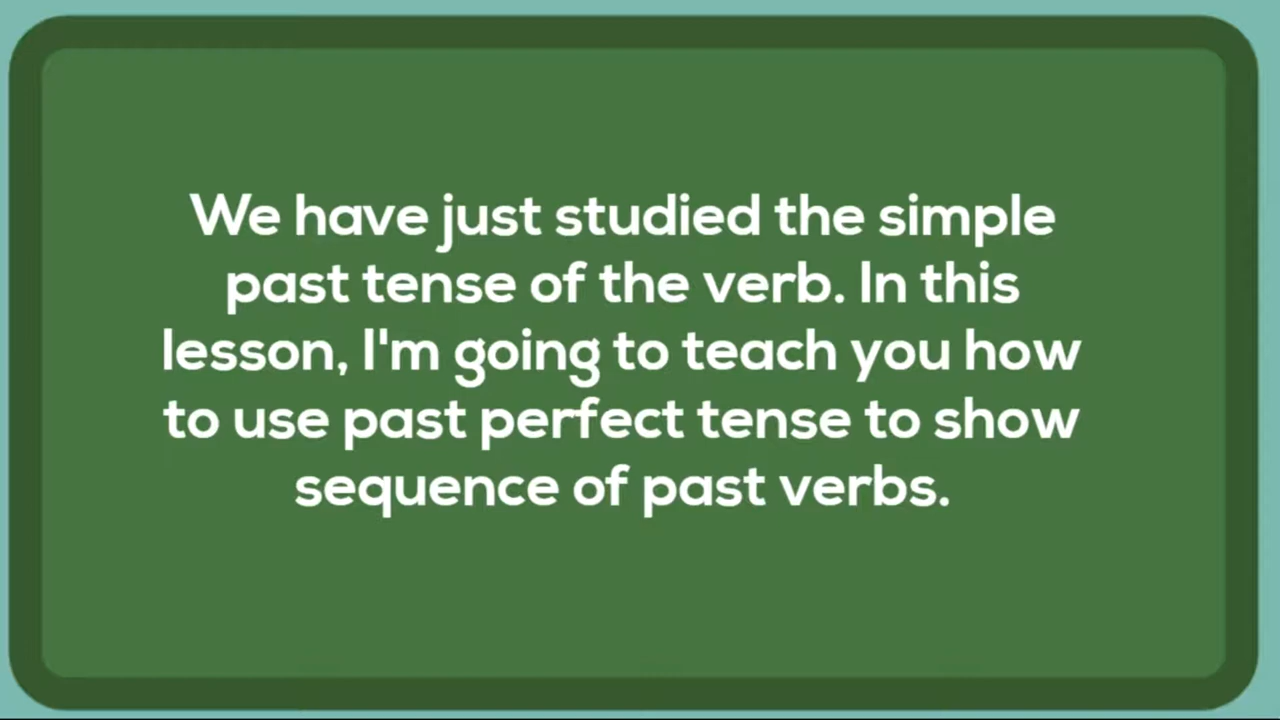 We have just studied the simple
past tense of the verb. In this
lesson, I'm going to teach you how
to use past perfect tense to show
sequence of past verbs.